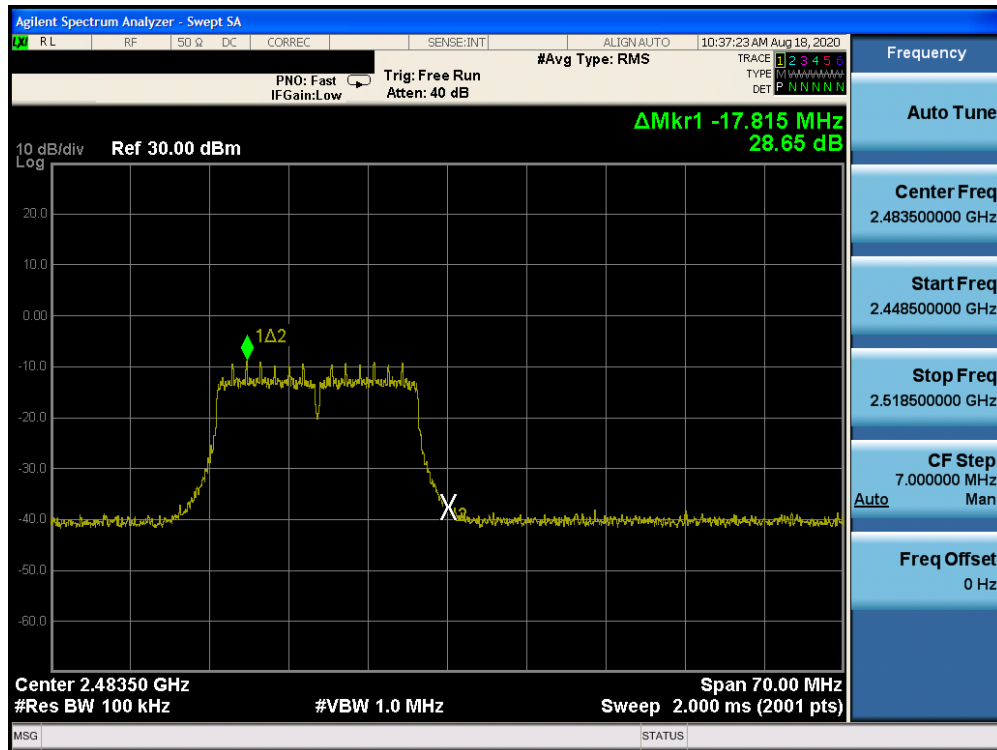 Agilent Spectrum Analyzer - Swept SA
LXI RL RF 50 Ω DC CORREC SENSE:INT ALIGN AUTO 10:37:23 AM Aug 18, 2020
#Avg Type: RMS TRACE 1 2 3 4 5 6
PNO: Fast Trig: Free Run TYPE M WWWWW
IFGain:Low Atten: 40 dB DET P N N N N N
ΔMkr1 -17.815 MHz
28.65 dB
10 dB/div Ref 30.00 dBm
Log
20.0
10.0
0.00
1Δ2
-10.0
-20.0
-30.0
-40.0
-50.0
-60.0
Center 2.48350 GHz Span 70.00 MHz
#Res BW 100 kHz #VBW 1.0 MHz Sweep 2.000 ms (2001 pts)
MSG STATUS
Frequency
Auto Tune
Center Freq
2.483500000 GHz
Start Freq
2.448500000 GHz
Stop Freq
2.518500000 GHz
CF Step
7.000000 MHz
Auto Man
Freq Offset
0 Hz